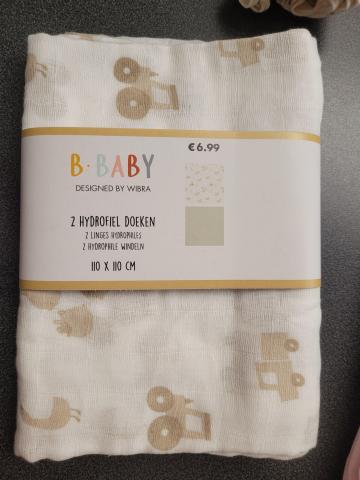 €6.99
B·BABY
DESIGNED BY WIBRA
2 HYDROFIEL DOEKEN
2 LINGES HYDROPHILES
2 HYDROPHILE WINDELN
110 X 110 CM